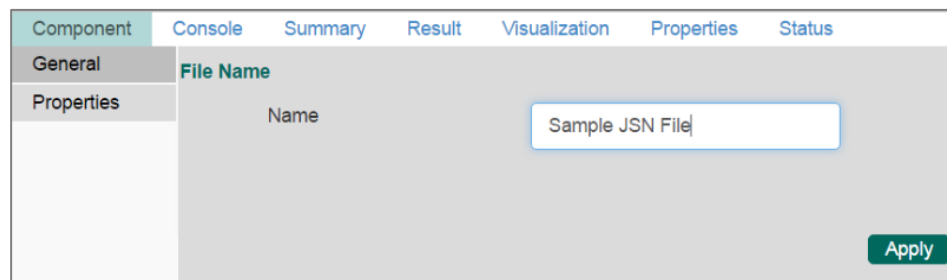 Component Console Summary Result Visualization Properties Status
General
File Name
Properties
Name
Sample JSN File
Apply